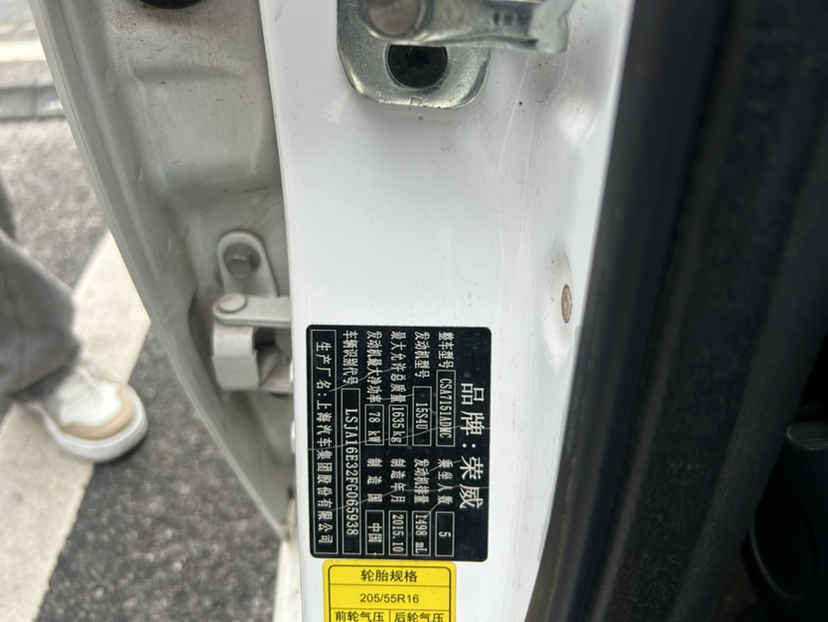 品牌：荣威
整车型号 CSA7151ADMC 乘坐人数 5
发动机型号 15S4U 发动机排量 1498 mL
最大允许总质量 1635 kg 制造年月 2015.10
发动机最大净功率 78 kW 制造国 中国
车辆识别代号 LSJA16E32FG065938
生产厂名：上海汽车集团股份有限公司
轮胎规格
205/55R16
前轮气压 后轮气压